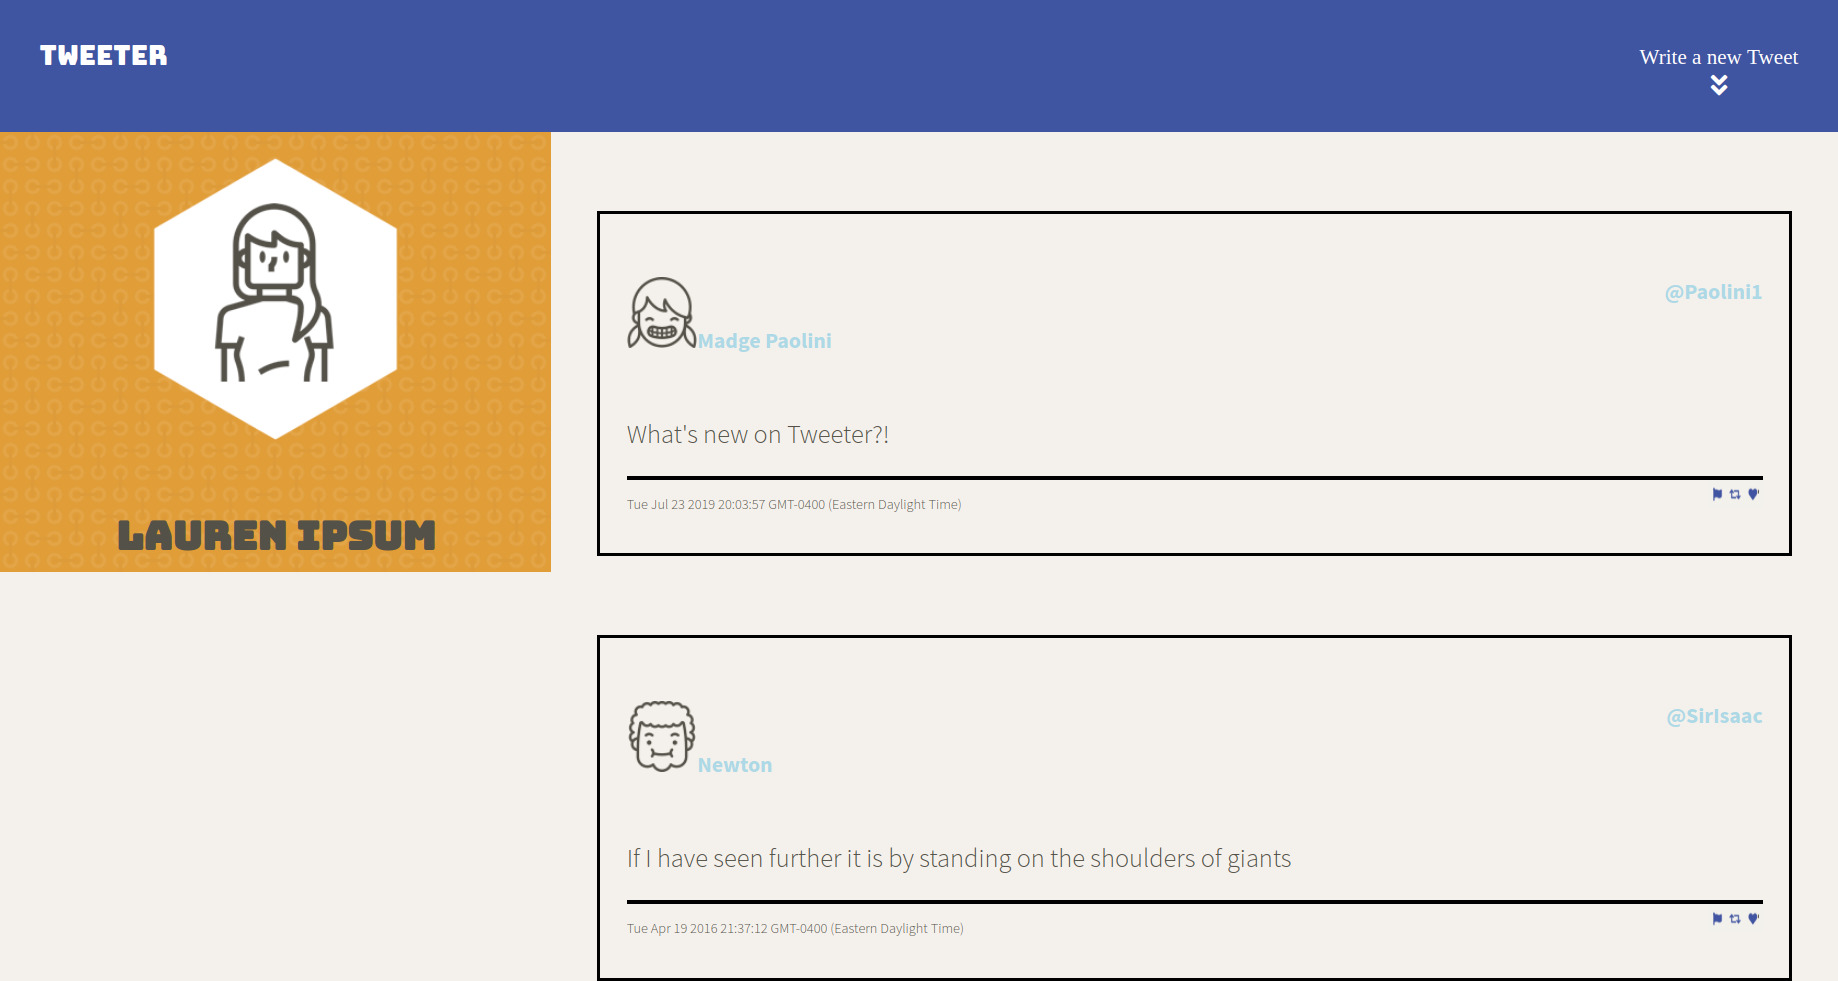 TWEETER
Write a new Tweet
LAUREN IPSUM
@Paolini1
Madge Paolini
What's new on Tweeter?!
Tue Jul 23 2019 20:03:57 GMT-0400 (Eastern Daylight Time)
@SirIsaac
Newton
If I have seen further it is by standing on the shoulders of giants
Tue Apr 19 2016 21:37:12 GMT-0400 (Eastern Daylight Time)